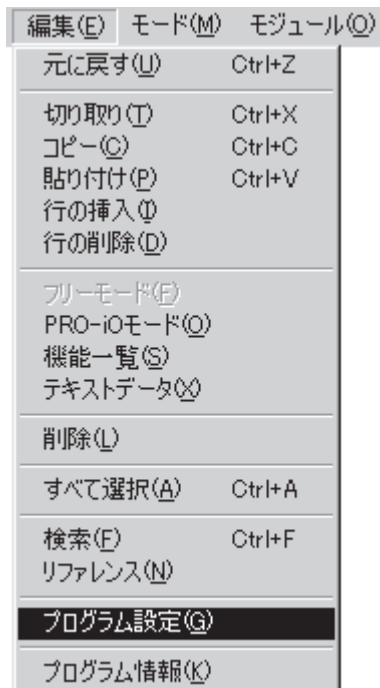 編集(E) モード(M) モジュール(O)
元に戻す(U) Ctrl+Z
切り取り(T) Ctrl+X
コピー(C) Ctrl+C
貼り付け(P) Ctrl+V
行の挿入(I)
行の削除(D)
フリーモード(F)
PRO-iOモード(O)
機能一覧(S)
テキストデータ(X)
削除(L)
すべて選択(A) Ctrl+A
検索(F) Ctrl+F
リファレンス(N)
プログラム設定(G)
プログラム情報(K)